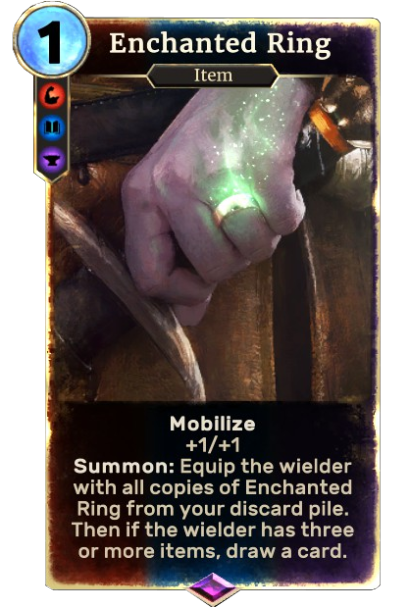 1
Enchanted Ring
Item
Mobilize
+1/+1
Summon: Equip the wielder
with all copies of Enchanted
Ring from your discard pile.
Then if the wielder has three
or more items, draw a card.